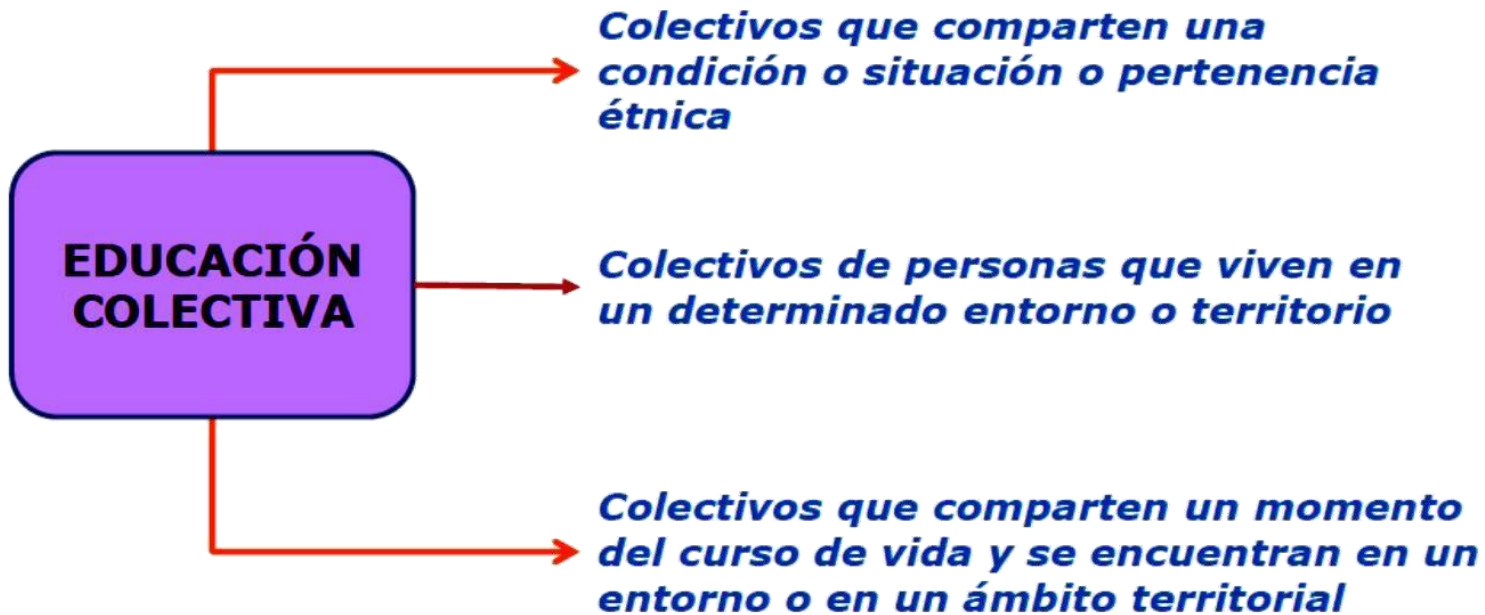 Colectivos que comparten una
condición o situación o pertenencia
étnica
EDUCACIÓN
COLECTIVA
Colectivos de personas que viven en
un determinado entorno o territorio
Colectivos que comparten un momento
del curso de vida y se encuentran en un
entorno o en un ámbito territorial